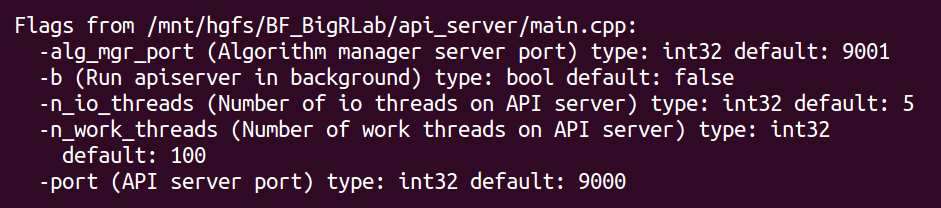 Flags from /mnt/hgfs/BF_BigRLab/api_server/main.cpp:
-alg_mgr_port (Algorithm manager server port) type: int32 default: 9001
-b (Run apiserver in background) type: bool default: false
-n_io_threads (Number of io threads on API server) type: int32 default: 5
-n_work_threads (Number of work threads on API server) type: int32
default: 100
-port (API server port) type: int32 default: 9000